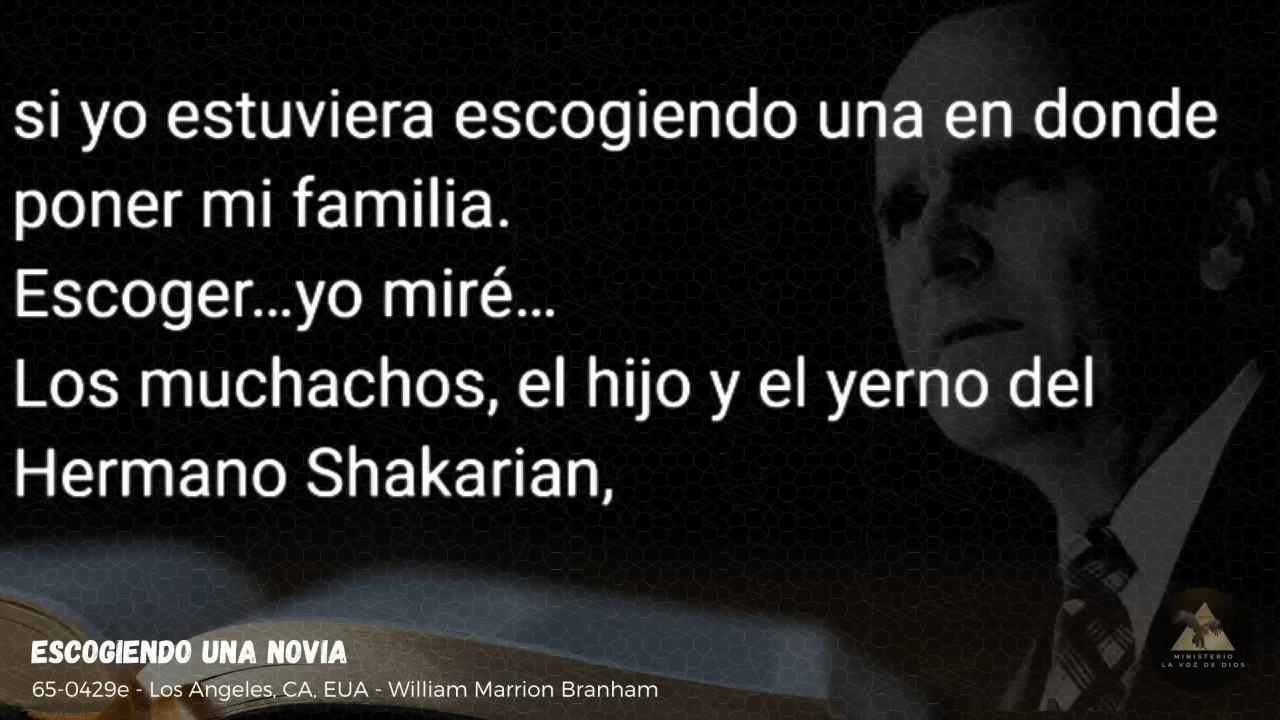 si yo estuviera escogiendo una en donde
poner mi familia.
Escoger...yo miré...
Los muchachos, el hijo y el yerno del
Hermano Shakarian,
ESCOGIENDO UNA NOVIA
65-0429e - Los Angeles, CA, EUA - William Marrion Branham
MINISTERIO
LA VOZ DE DIOS